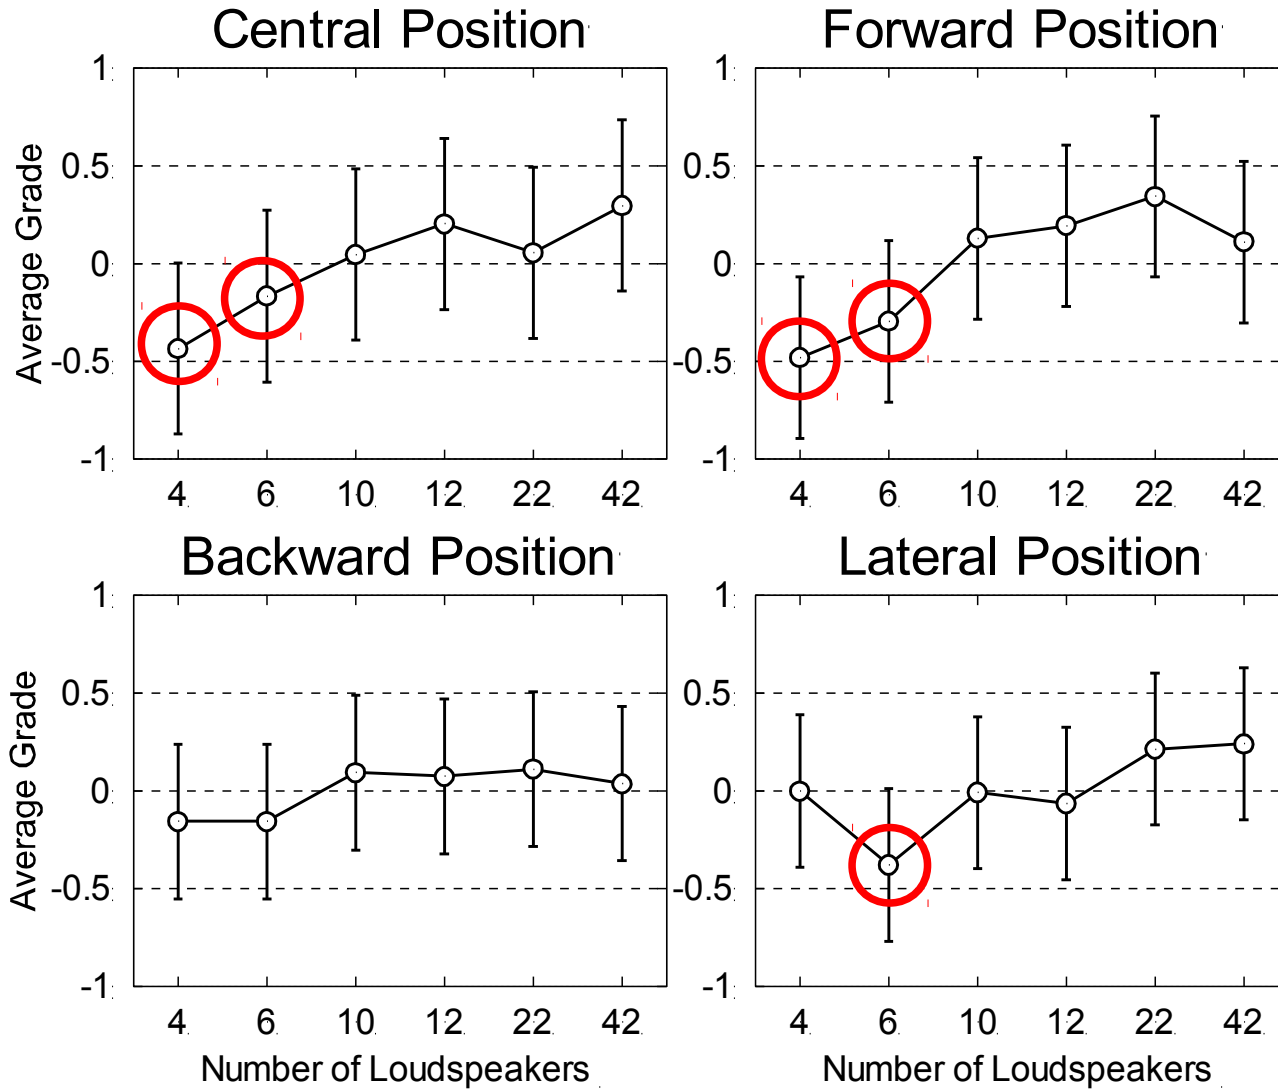 Central Position
Forward Position
Average Grade
1
0.5
0
-0.5
-1
4 6 10 12 22 42
1
0.5
0
-0.5
-1
4 6 10 12 22 42
Backward Position
Lateral Position
Average Grade
1
0.5
0
-0.5
-1
4 6 10 12 22 42
Number of Loudspeakers
1
0.5
0
-0.5
-1
4 6 10 12 22 42
Number of Loudspeakers